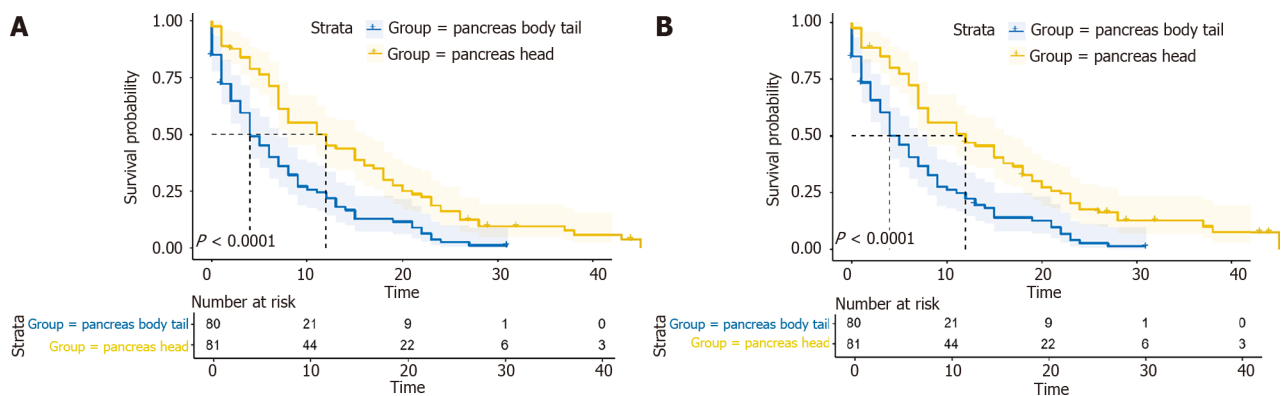 A
Strata
Group = pancreas body tail
Group = pancreas head
Survival probability
1.00
0.75
0.50
0.25
0.00
P < 0.0001
0 10 20 30 40
Time
Number at risk
Strata
Group = pancreas body tail 80 21 9 1 0
Group = pancreas head 81 44 22 6 3
0 10 20 30 40
Time
B
Strata
Group = pancreas body tail
Group = pancreas head
Survival probability
1.00
0.75
0.50
0.25
0.00
P < 0.0001
0 10 20 30 40
Time
Number at risk
Strata
Group = pancreas body tail 80 21 9 1 0
Group = pancreas head 81 44 22 6 3
0 10 20 30 40
Time